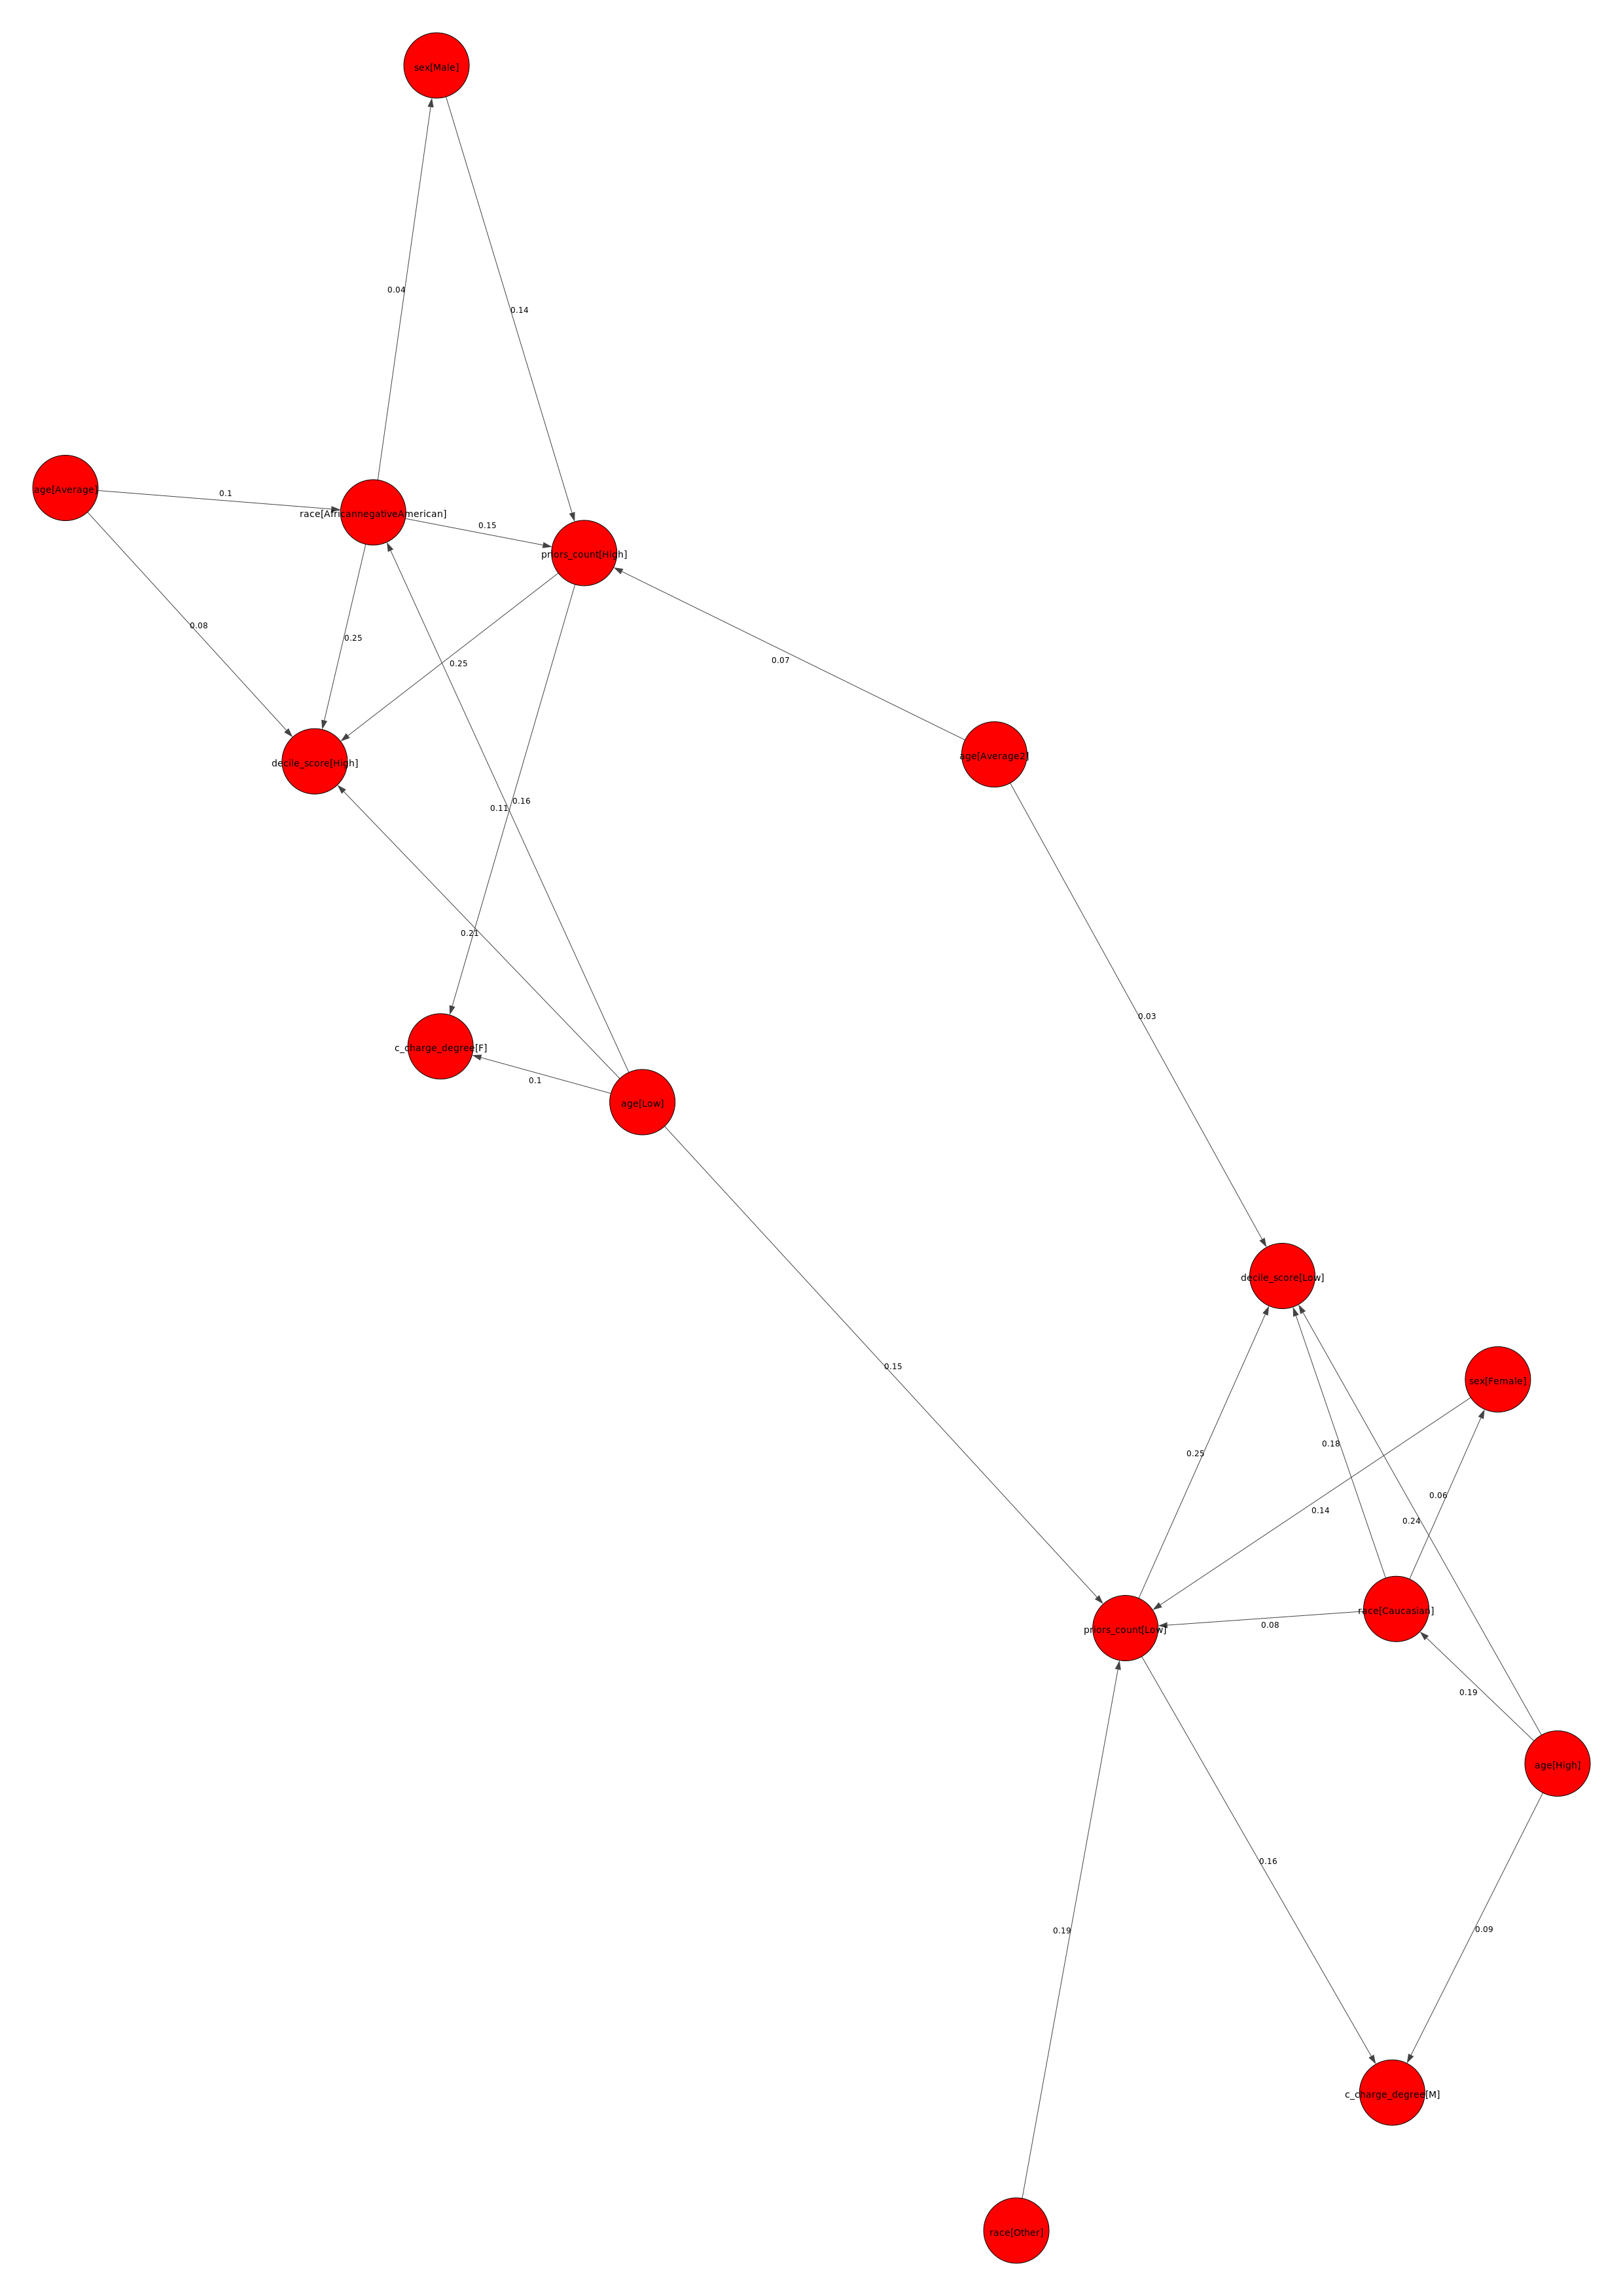 sex[Male]
0.04
0.14
age[Average]
0.1
race[AfricannegativeAmerican]
0.15
priors_count[High]
0.08
0.25
0.25
0.07
age[Average2]
decile_score[High]
0.11
0.16
0.21
0.03
c_charge_degree[F]
0.1
age[Low]
decile_score[Low]
0.15
sex[Female]
0.18
0.25
0.06
0.14
0.24
race[Caucasian]
0.08
priors_count[Low]
0.19
age[High]
0.16
0.09
0.19
c_charge_degree[M]
race[Other]